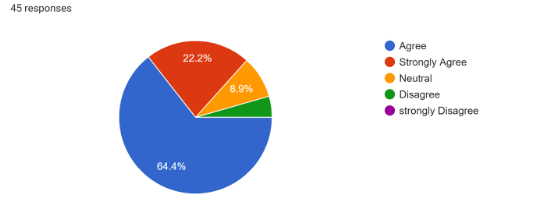 45 responses
22.2%
8.9%
64.4%
Agree
Strongly Agree
Neutral
Disagree
strongly Disagree